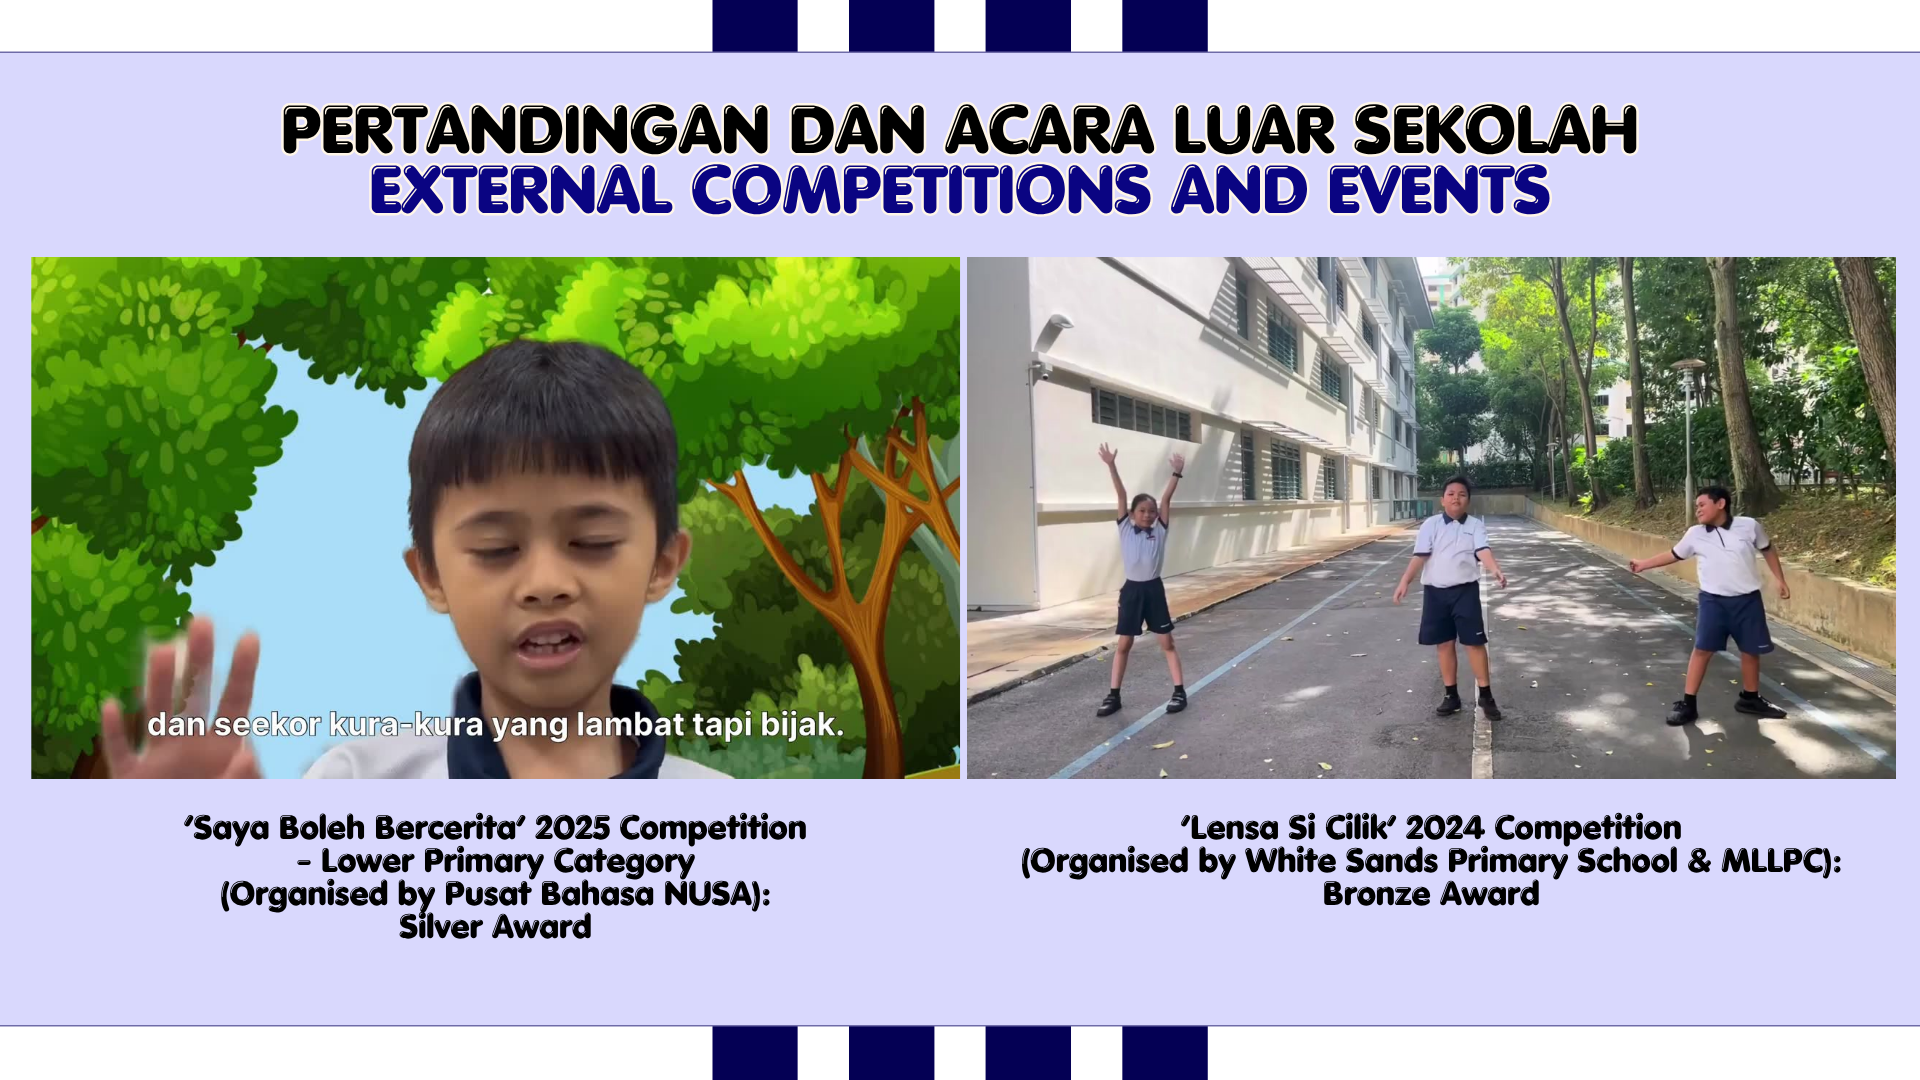 PERTANDINGAN DAN ACARA LUAR SEKOLAH
EXTERNAL COMPETITIONS AND EVENTS
dan seekor kura-kura yang lambat tapi bijak.
'Saya Boleh Bercerita' 2025 Competition
- Lower Primary Category
(Organised by Pusat Bahasa NUSA):
Silver Award
'Lensa Si Cilik' 2024 Competition
(Organised by White Sands Primary School & MLLPC):
Bronze Award